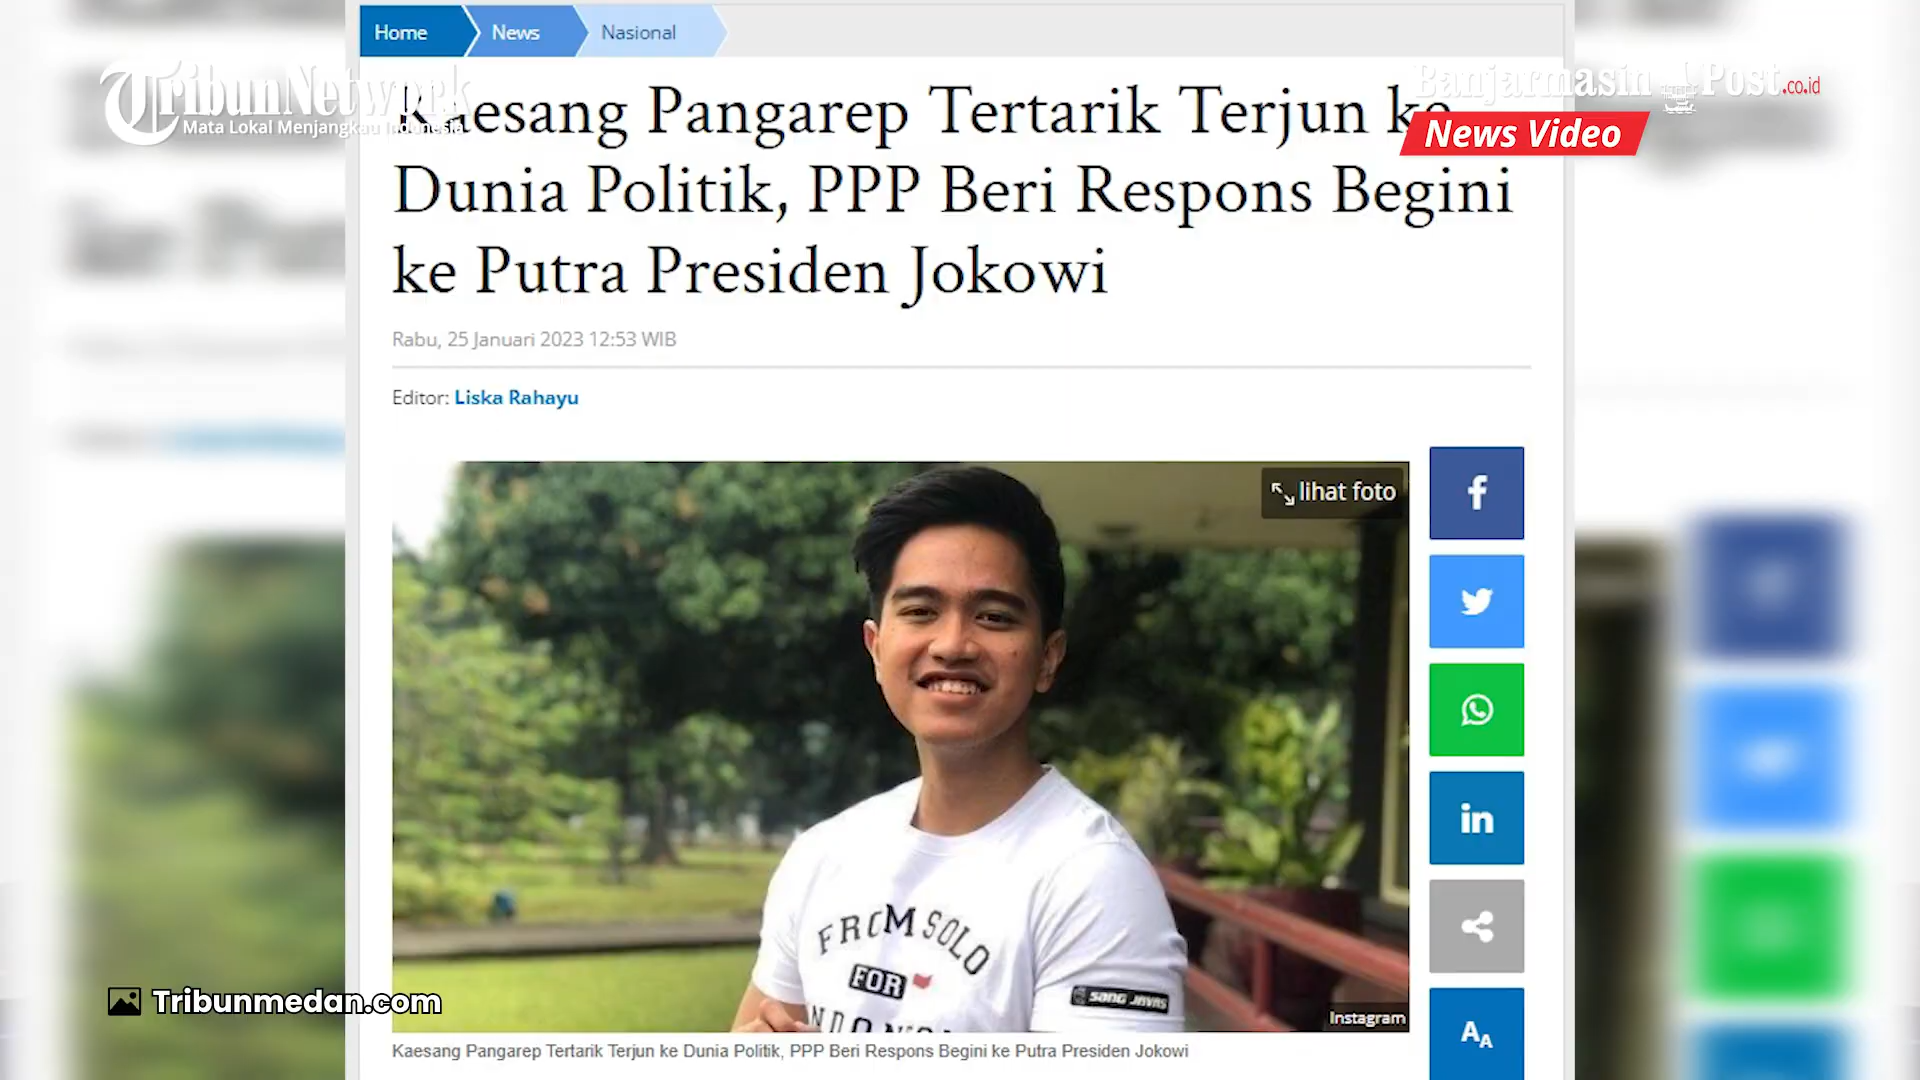 Home
News
Nasional
TribunNetwork
Mata Lokal Menjangkau Indonesia
Banjarmasin Post.co.id
News Video
Kaesang Pangarep Tertarik Terjun ke
Dunia Politik, PPP Beri Respons Begini
ke Putra Presiden Jokowi
Rabu, 25 Januari 2023 12:53 WIB
Editor: Liska Rahayu
lihat foto
FROM SOLO
FOR
SANG JAVAS
Instagram
Tribunmedan.com
Kaesang Pangarep Tertarik Terjun ke Dunia Politik, PPP Beri Respons Begini ke Putra Presiden Jokowi
AA